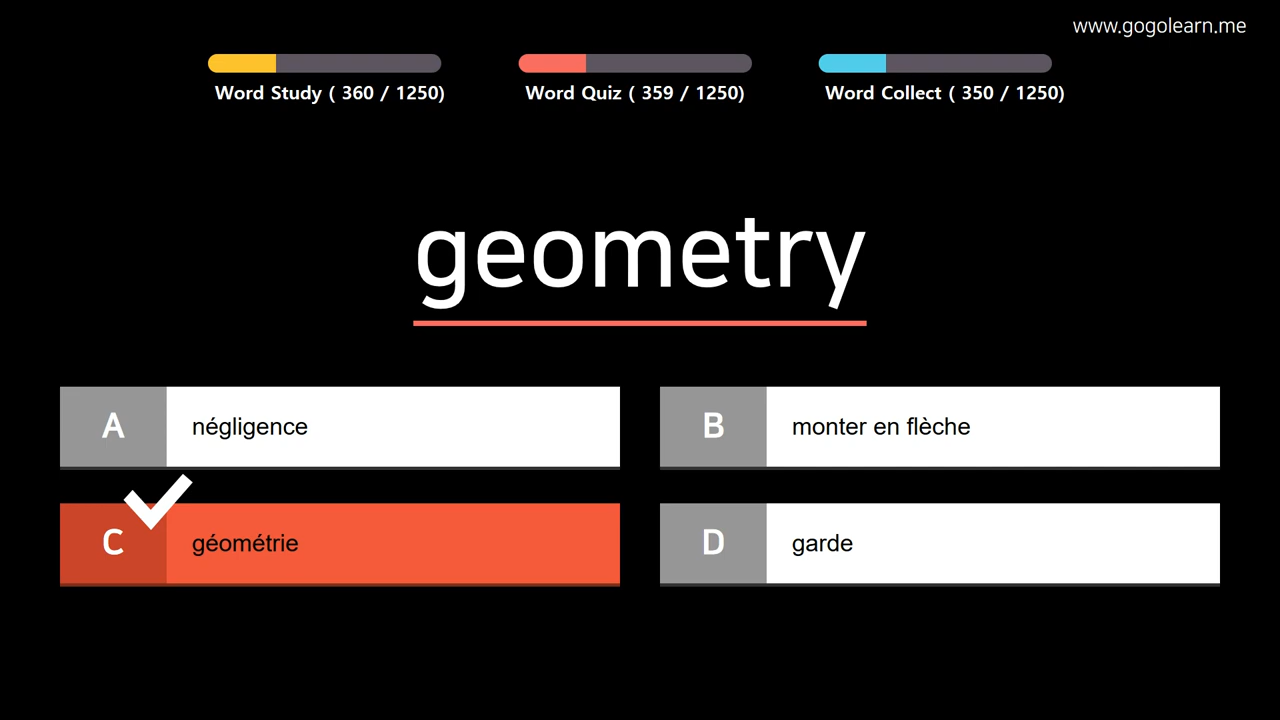 www.gogolearn.me
Word Study ( 360 / 1250)
Word Quiz ( 359 / 1250)
Word Collect ( 350 / 1250)
geometry
A
négligence
B
monter en flèche
C
géométrie
D
garde